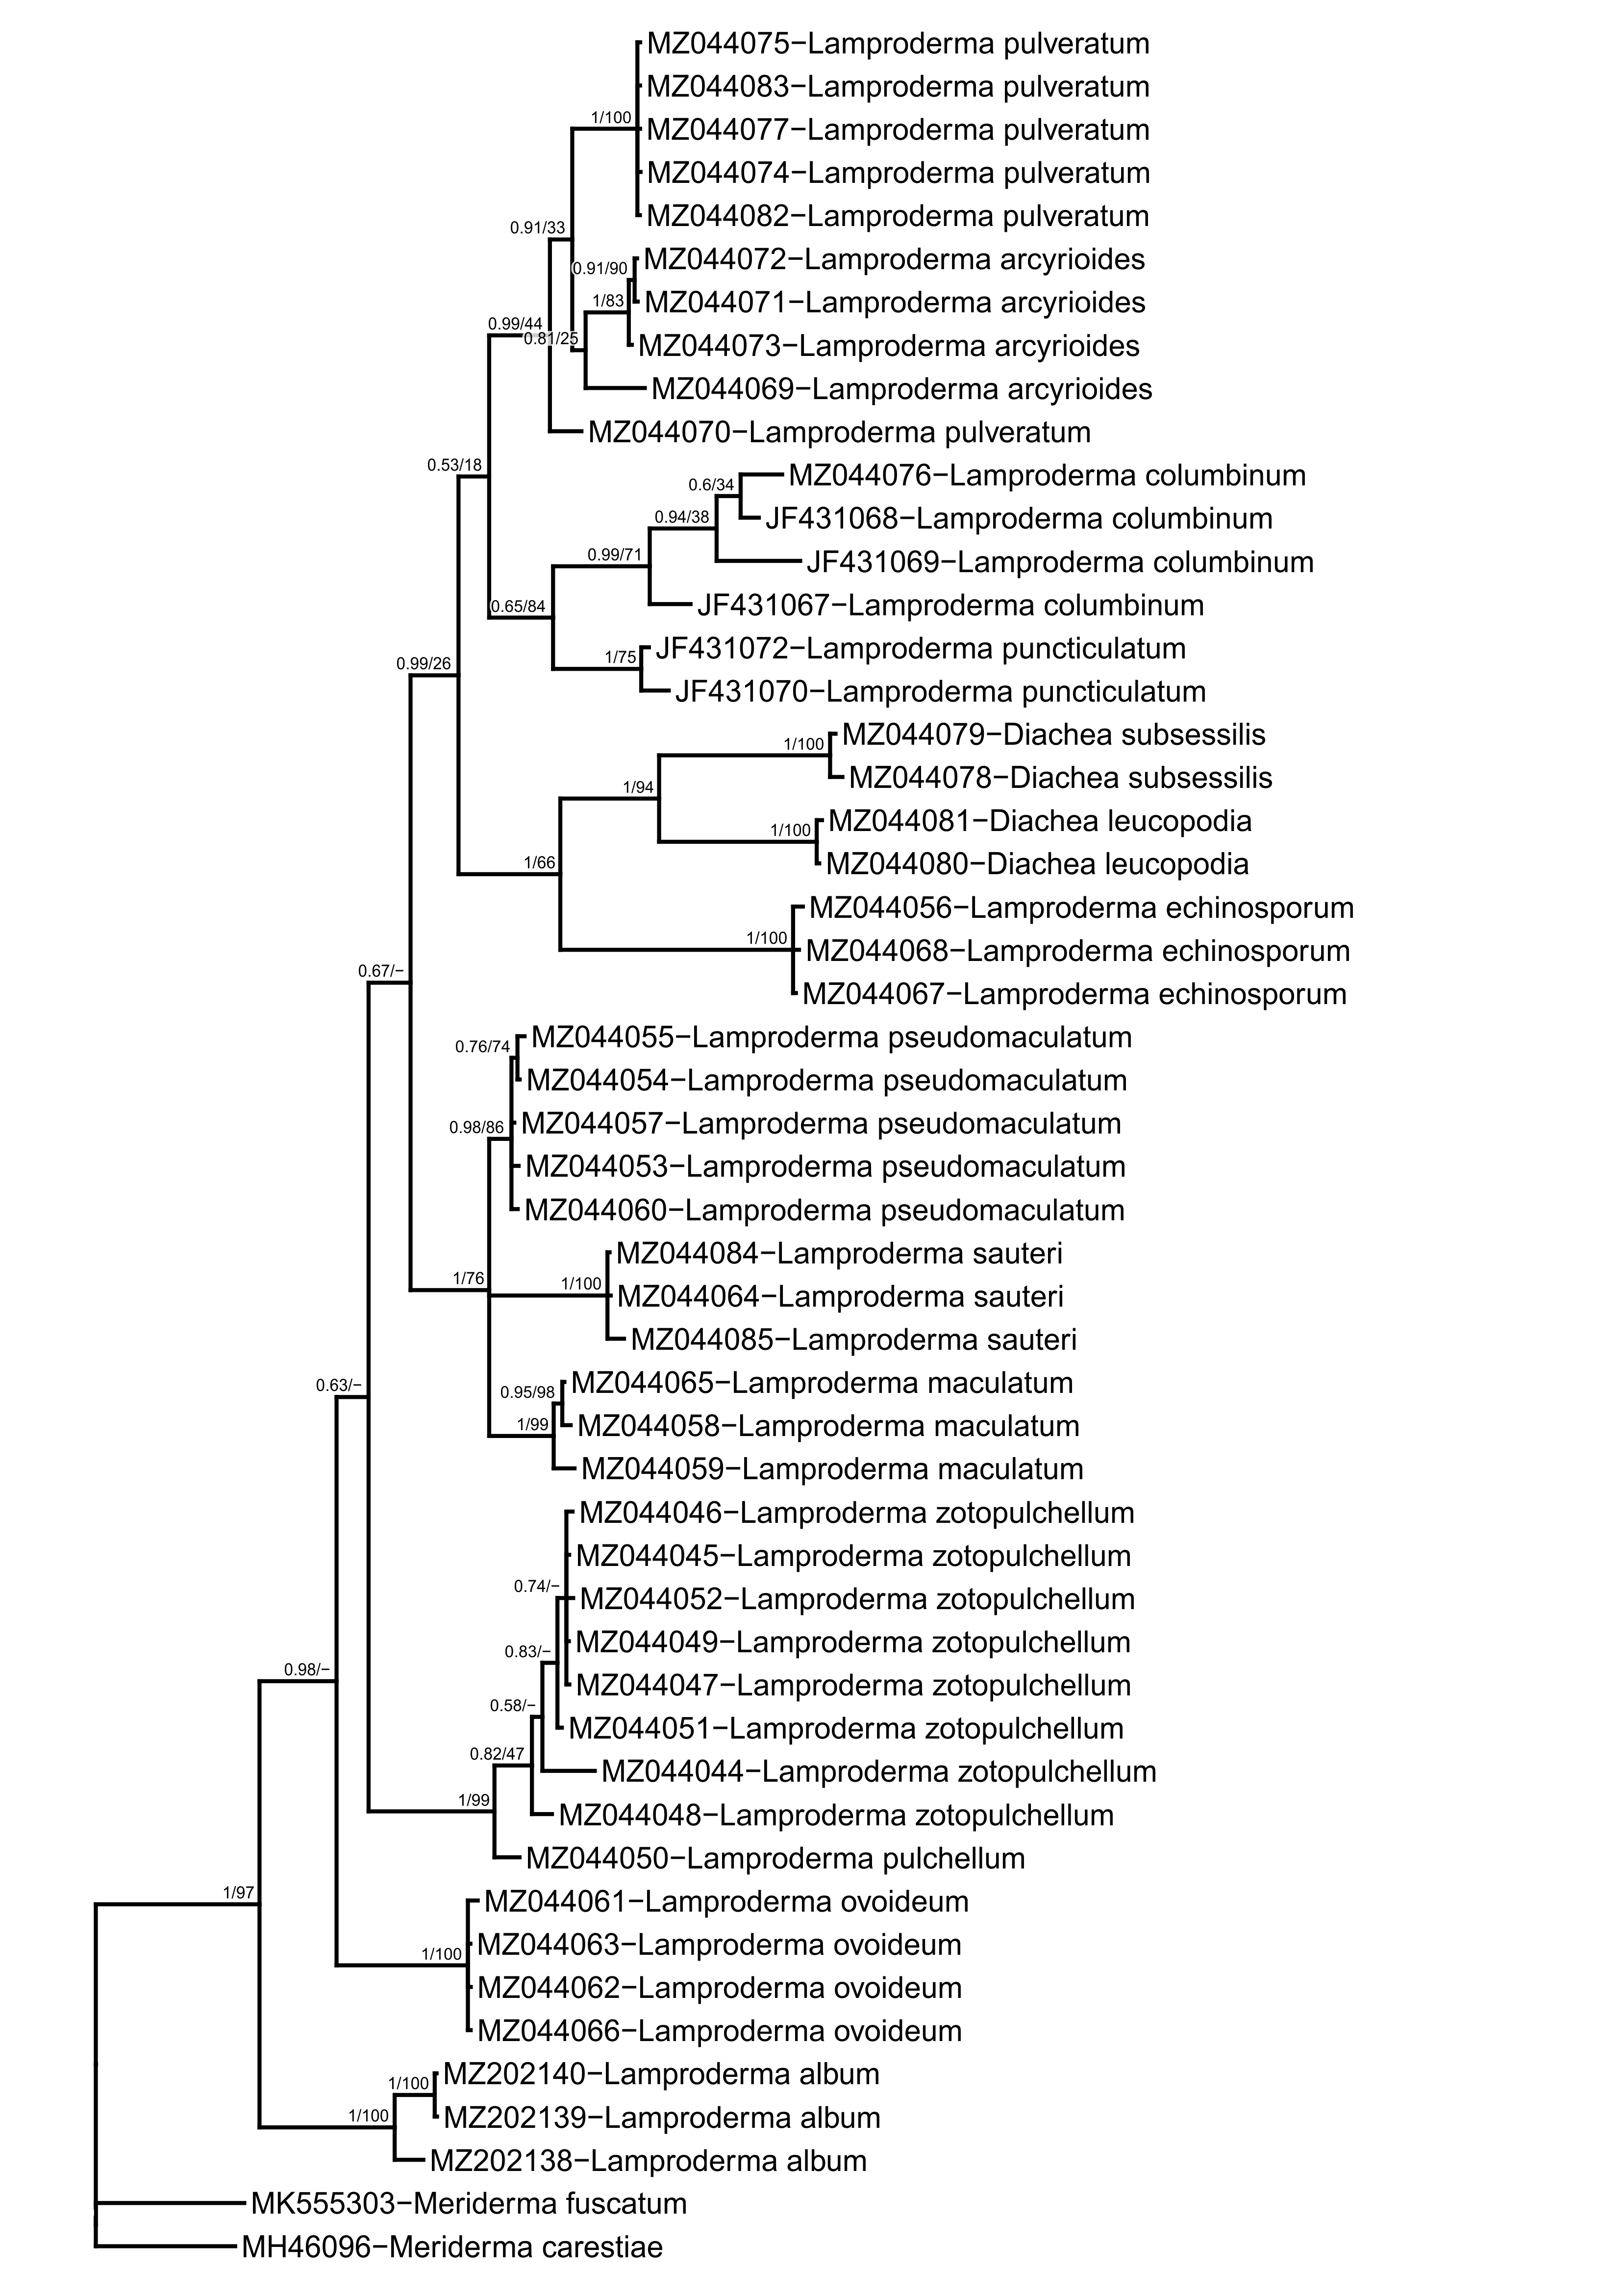 MZ044075−Lamproderma pulveratum
MZ044083−Lamproderma pulveratum
1/100
MZ044077−Lamproderma pulveratum
MZ044074−Lamproderma pulveratum
MZ044082−Lamproderma pulveratum
0.91/33
MZ044072−Lamproderma arcyrioides
0.91/90
1/83
MZ044071−Lamproderma arcyrioides
0.99/44
0.81/25
MZ044073−Lamproderma arcyrioides
MZ044069−Lamproderma arcyrioides
MZ044070−Lamproderma pulveratum
0.53/18
MZ044076−Lamproderma columbinum
0.6/34
0.94/38
JF431068−Lamproderma columbinum
0.99/71
JF431069−Lamproderma columbinum
0.65/84
JF431067−Lamproderma columbinum
JF431072−Lamproderma puncticulatum
1/75
0.99/26
JF431070−Lamproderma puncticulatum
MZ044079−Diachea subsessilis
1/100
MZ044078−Diachea subsessilis
1/94
MZ044081−Diachea leucopodia
1/100
MZ044080−Diachea leucopodia
1/66
MZ044056−Lamproderma echinosporum
1/100
MZ044068−Lamproderma echinosporum
0.67/−
MZ044067−Lamproderma echinosporum
MZ044055−Lamproderma pseudomaculatum
0.76/74
MZ044054−Lamproderma pseudomaculatum
0.98/86
MZ044057−Lamproderma pseudomaculatum
MZ044053−Lamproderma pseudomaculatum
MZ044060−Lamproderma pseudomaculatum
MZ044084−Lamproderma sauteri
1/76
1/100
MZ044064−Lamproderma sauteri
MZ044085−Lamproderma sauteri
0.63/−
MZ044065−Lamproderma maculatum
0.95/98
1/99
MZ044058−Lamproderma maculatum
MZ044059−Lamproderma maculatum
MZ044046−Lamproderma zotopulchellum
MZ044045−Lamproderma zotopulchellum
0.74/−
MZ044052−Lamproderma zotopulchellum
0.83/−
MZ044049−Lamproderma zotopulchellum
0.98/−
MZ044047−Lamproderma zotopulchellum
0.58/−
MZ044051−Lamproderma zotopulchellum
0.82/47
MZ044044−Lamproderma zotopulchellum
1/99
MZ044048−Lamproderma zotopulchellum
MZ044050−Lamproderma pulchellum
1/97
MZ044061−Lamproderma ovoideum
MZ044063−Lamproderma ovoideum
1/100
MZ044062−Lamproderma ovoideum
MZ044066−Lamproderma ovoideum
MZ202140−Lamproderma album
1/100
1/100
MZ202139−Lamproderma album
MZ202138−Lamproderma album
MK555303−Meriderma fuscatum
MH46096−Meriderma carestiae